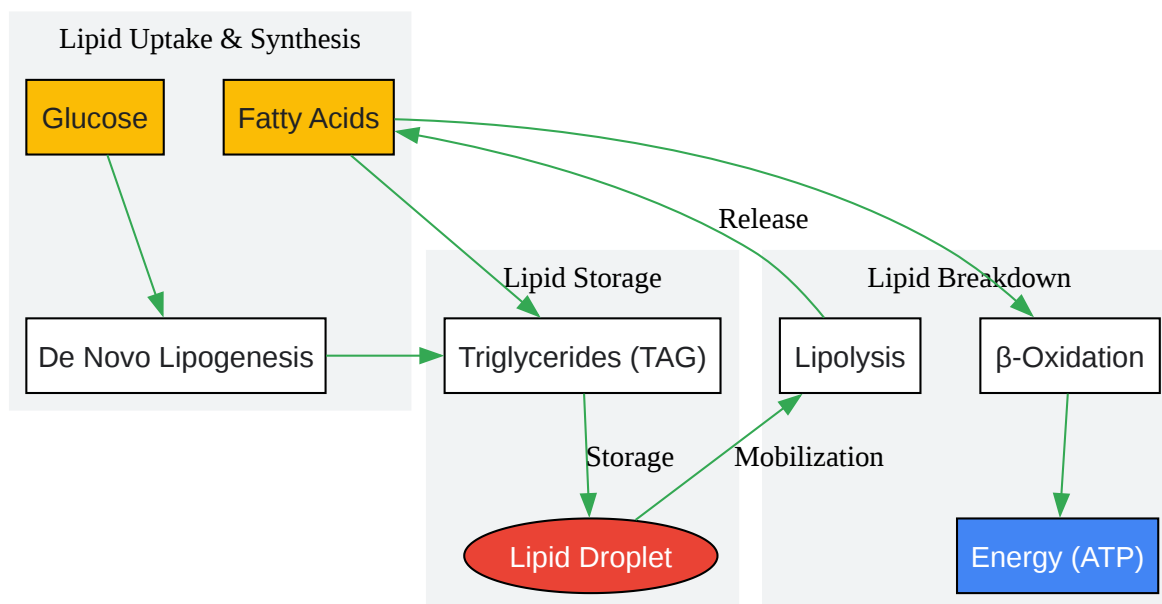 Lipid Uptake & Synthesis
Glucose
Fatty Acids
Release
Lipid Storage
Lipid Breakdown
De Novo Lipogenesis
Triglycerides (TAG)
Lipolysis
β-Oxidation
Storage
Mobilization
Lipid Droplet
Energy (ATP)